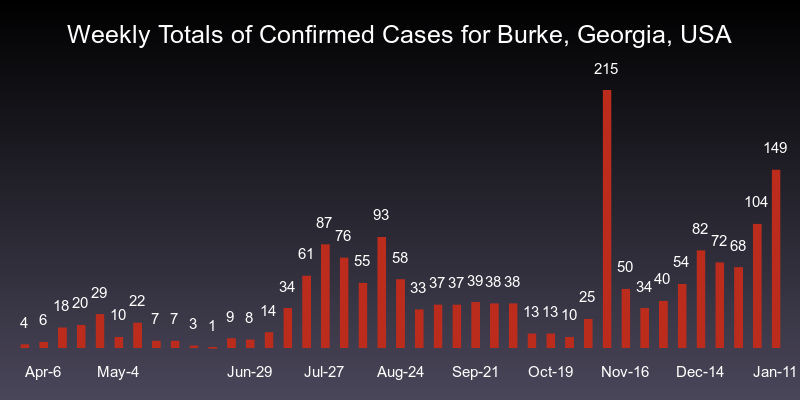 Weekly Totals of Confirmed Cases for Burke, Georgia, USA
4 6 18 20 29 10 22 7 7 3 1 9 8 14 34 61 87 76 55 93 58 33 37 37 39 38 38 13 13 10 25 215 50 34 40 54 82 72 68 104 149
Apr-6 May-4 Jun-29 Jul-27 Aug-24 Sep-21 Oct-19 Nov-16 Dec-14 Jan-11